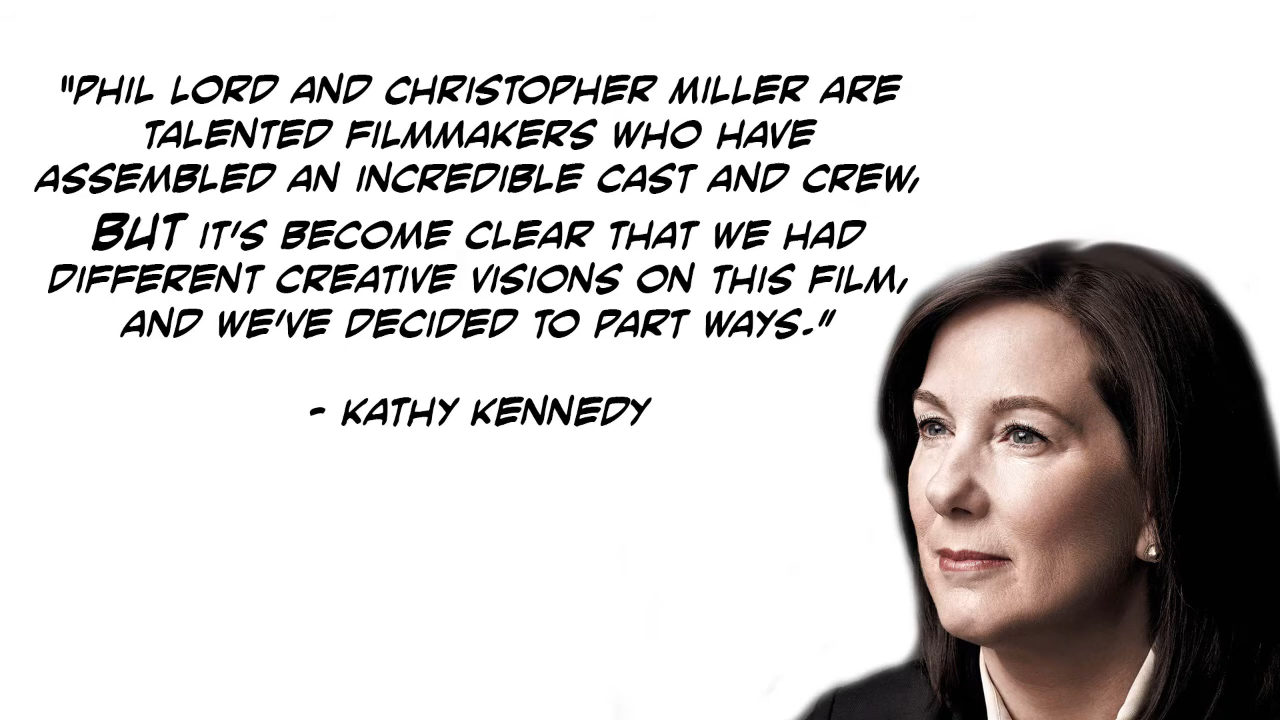 "PHIL LORD AND CHRISTOPHER MILLER ARE
TALENTED FILMMAKERS WHO HAVE
ASSEMBLED AN INCREDIBLE CAST AND CREW,
BUT IT'S BECOME CLEAR THAT WE HAD
DIFFERENT CREATIVE VISIONS ON THIS FILM,
AND WE'VE DECIDED TO PART WAYS."
- KATHY KENNEDY